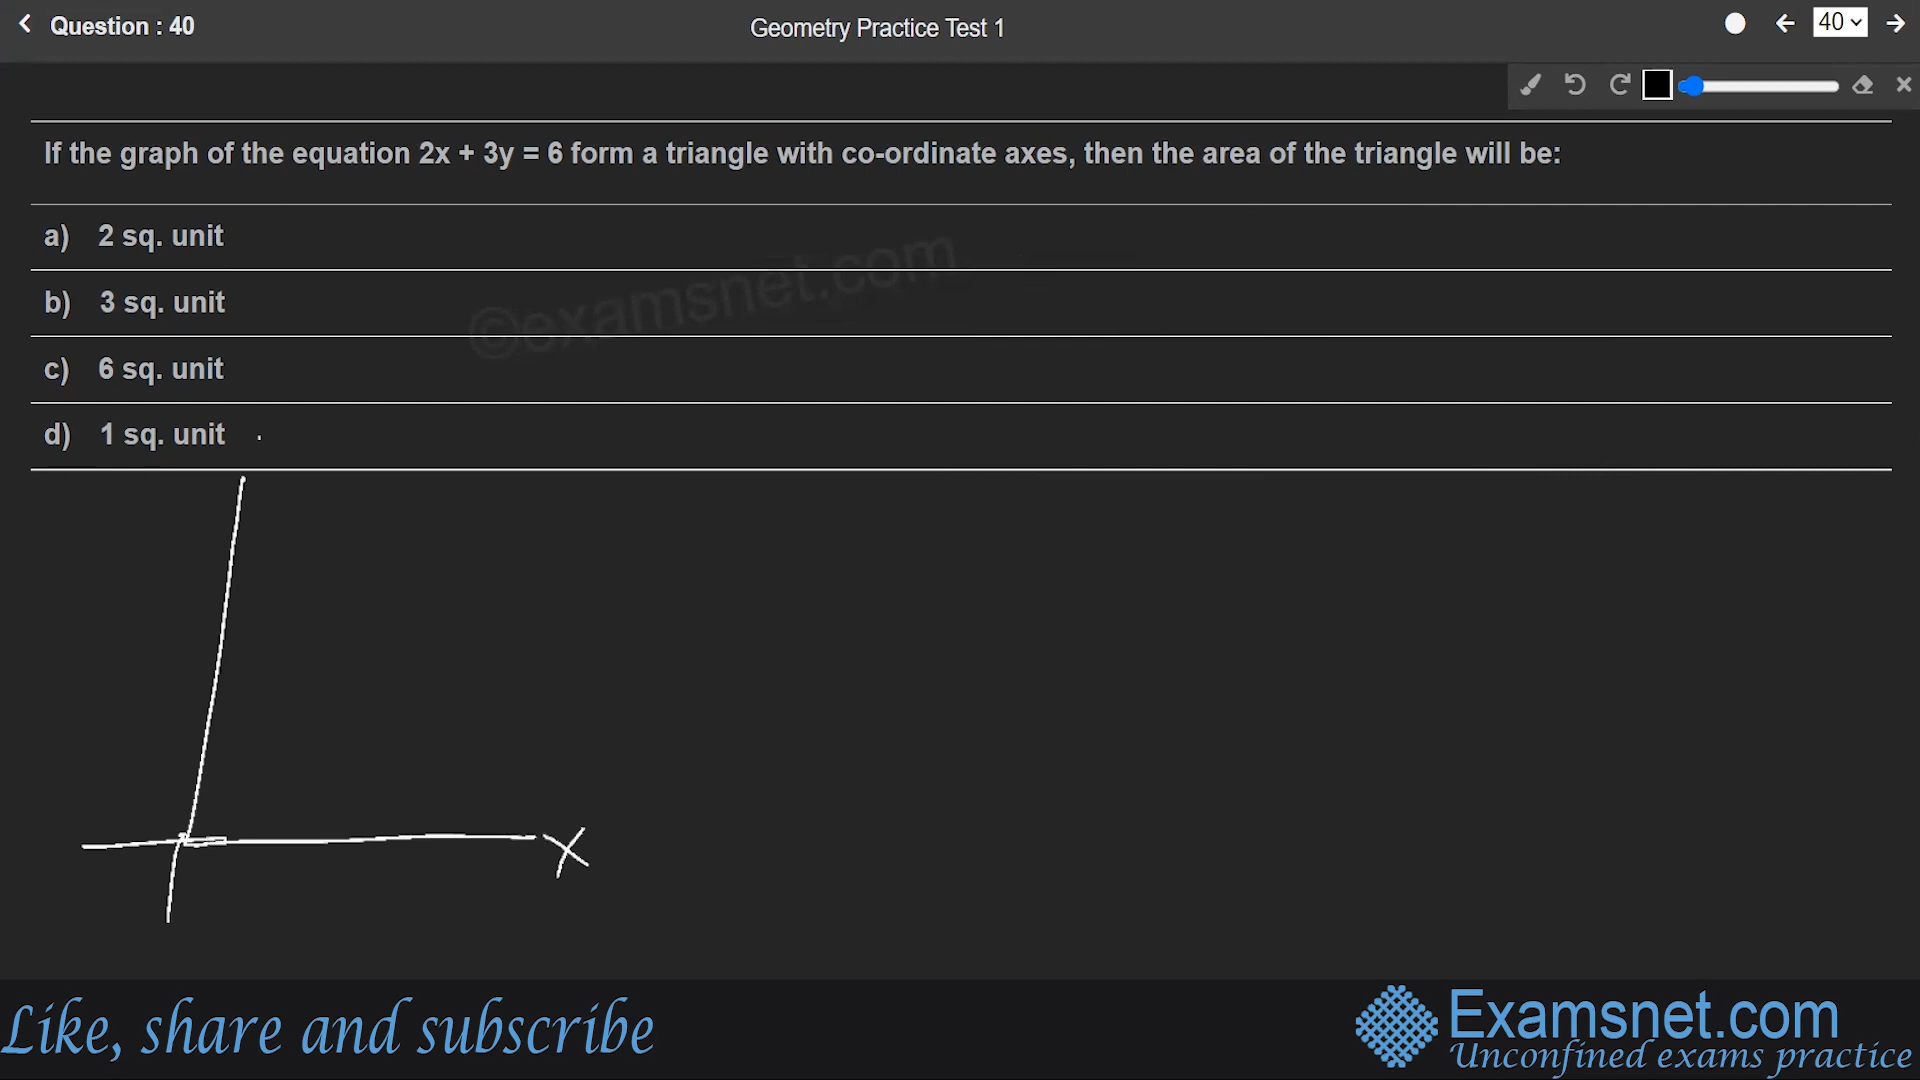 Question : 40
Geometry Practice Test 1
40
If the graph of the equation 2x + 3y = 6 form a triangle with co-ordinate axes, then the area of the triangle will be:
a) 2 sq. unit
©examsnet.com
b) 3 sq. unit
c) 6 sq. unit
d) 1 sq. unit
X
Like, share and subscribe
Examsnet.com
Unconfined exams practice